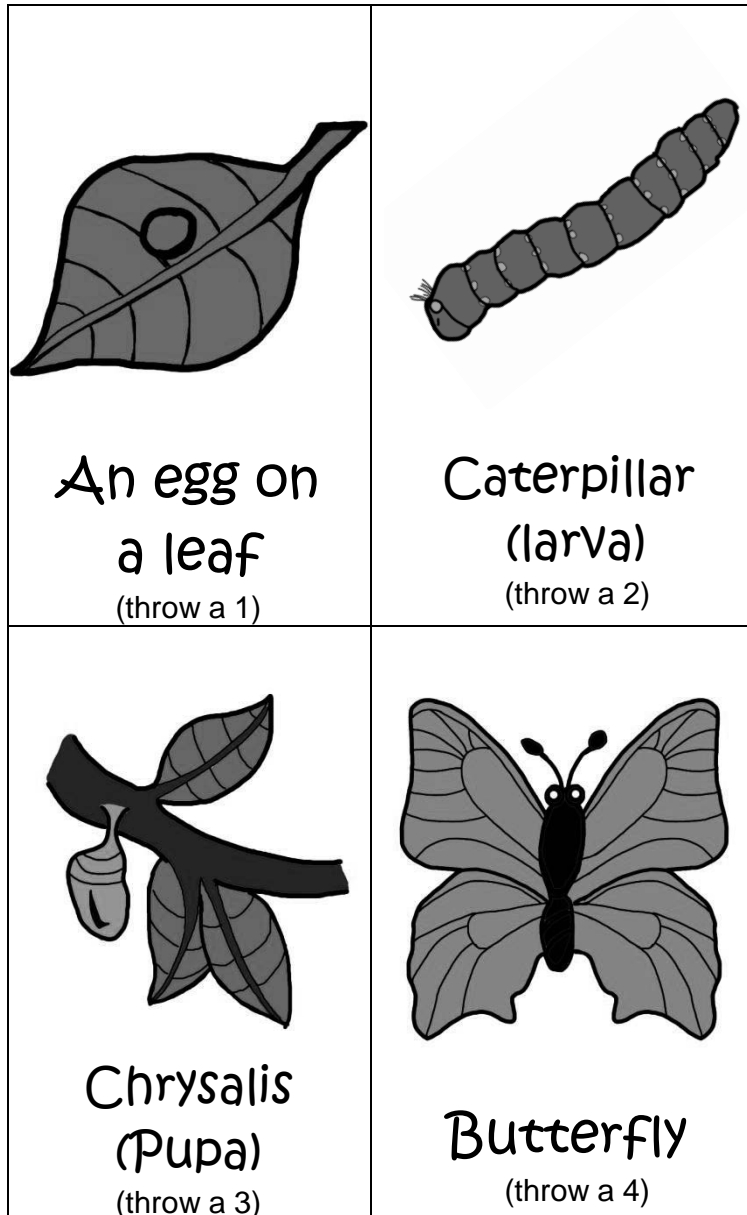 An egg on
a leaf
(throw a 1)
Caterpillar
(larva)
(throw a 2)
Chrysalis
(Pupa)
(throw a 3)
Butterfly
(throw a 4)